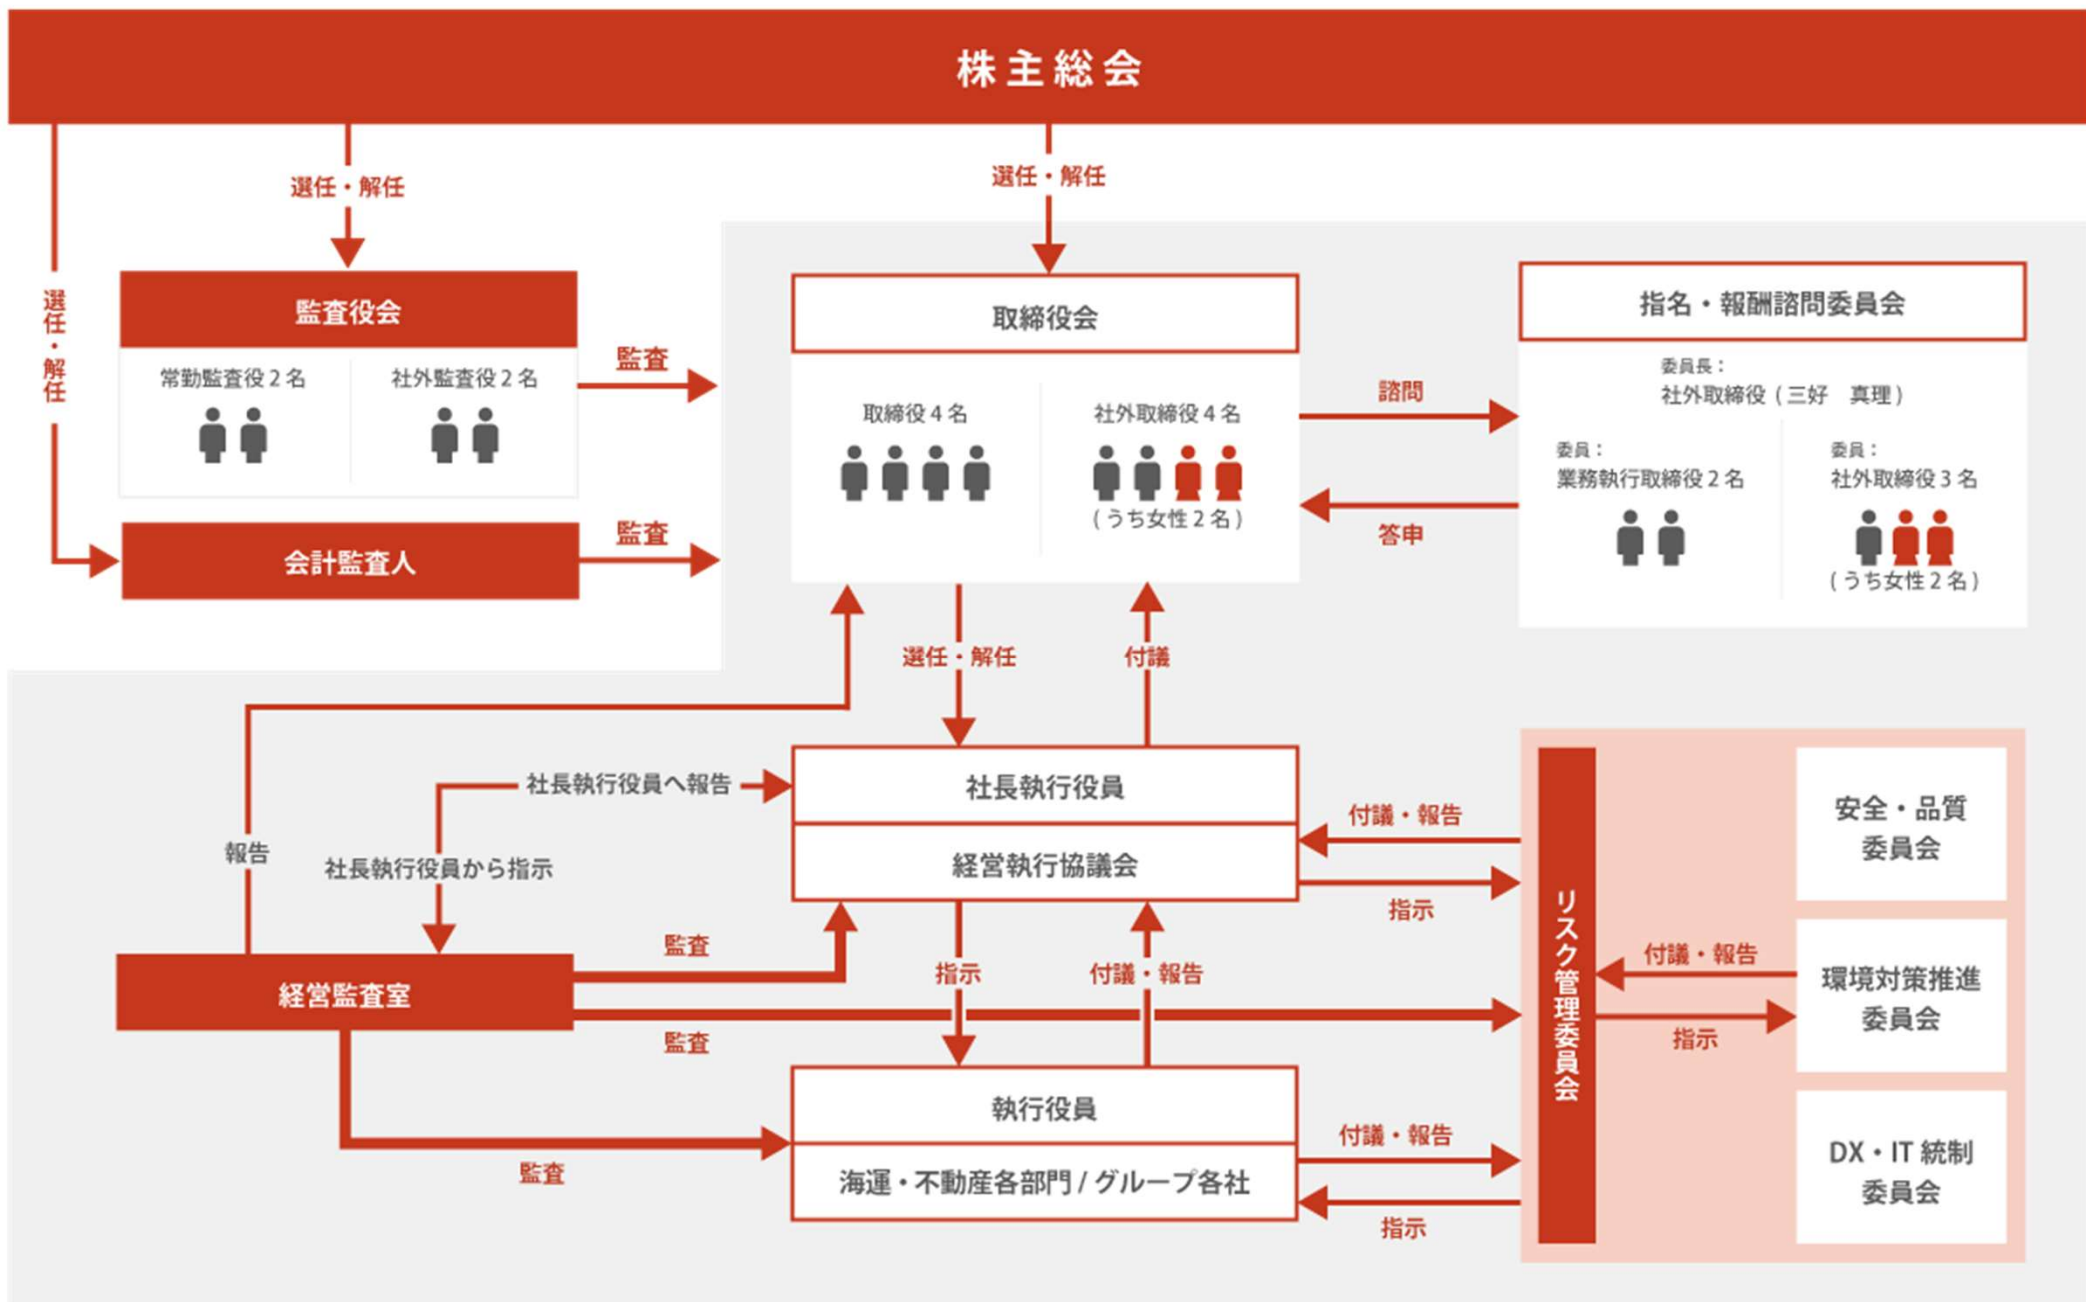 株主総会
選任・解任
選任・解任
選任・解任
監査役会
常勤監査役2名
社外監査役2名
監査
会計監査人
監査
取締役会
取締役4名
社外取締役4名
(うち女性2名)
諮問
答申
指名・報酬諮問委員会
委員長：
社外取締役(三好　真理)
委員：
業務執行取締役2名
委員：
社外取締役3名
(うち女性2名)
選任・解任
付議
報告
社長執行役員へ報告
社長執行役員から指示
社長執行役員
経営執行協議会
付議・報告
指示
経営監査室
監査
監査
監査
指示
付議・報告
執行役員
海運・不動産各部門/グループ各社
付議・報告
指示
リスク管理委員会
付議・報告
指示
安全・品質
委員会
環境対策推進
委員会
DX・IT統制
委員会